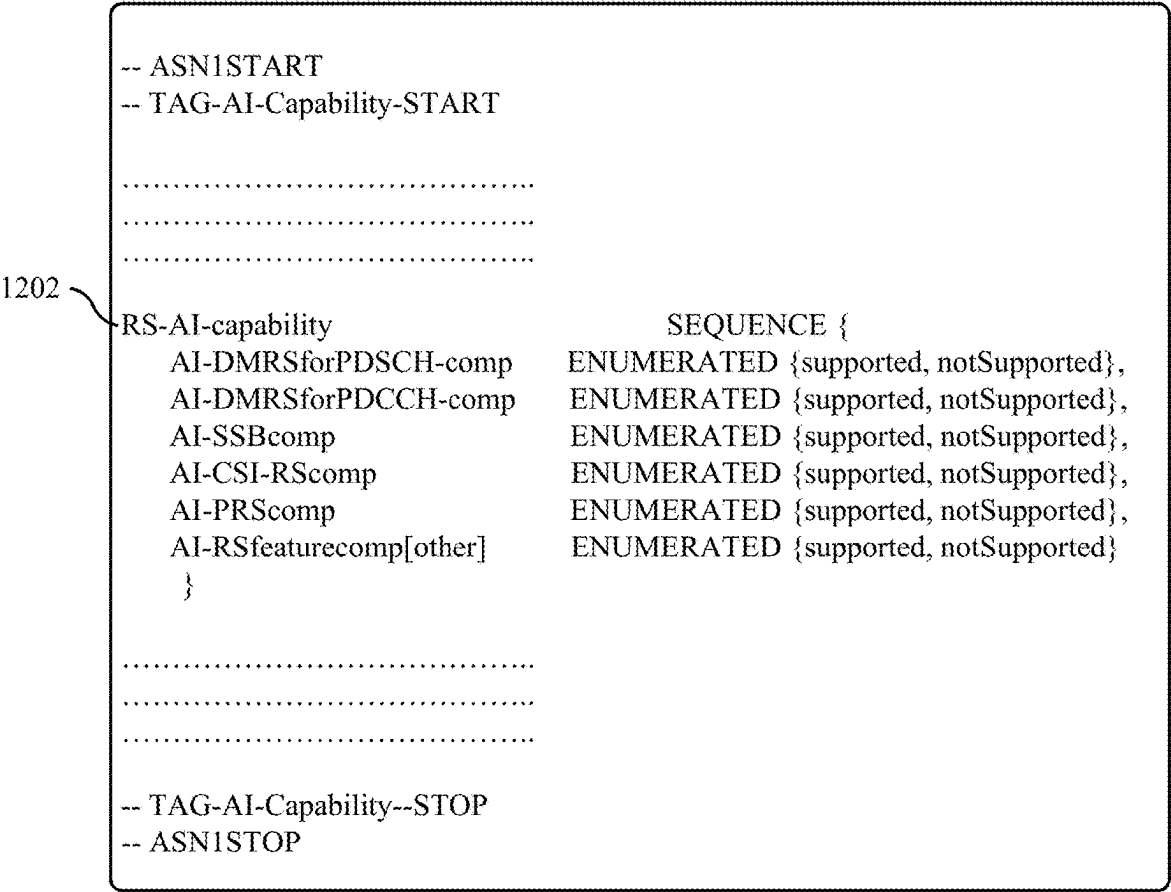 -- ASN1START
-- TAG-AI-Capability-START
..........................................
..........................................
..........................................
1202
RS-AI-capability SEQUENCE {
AI-DMRSforPDSCH-comp ENUMERATED {supported, notSupported},
AI-DMRSforPDCCH-comp ENUMERATED {supported, notSupported},
AI-SSBcomp ENUMERATED {supported, notSupported},
AI-CSI-RScomp ENUMERATED {supported, notSupported},
AI-PRScomp ENUMERATED {supported, notSupported},
AI-RSfeaturecomp[other] ENUMERATED {supported, notSupported}
}
..........................................
..........................................
..........................................
-- TAG-AI-Capability--STOP
-- ASN1STOP